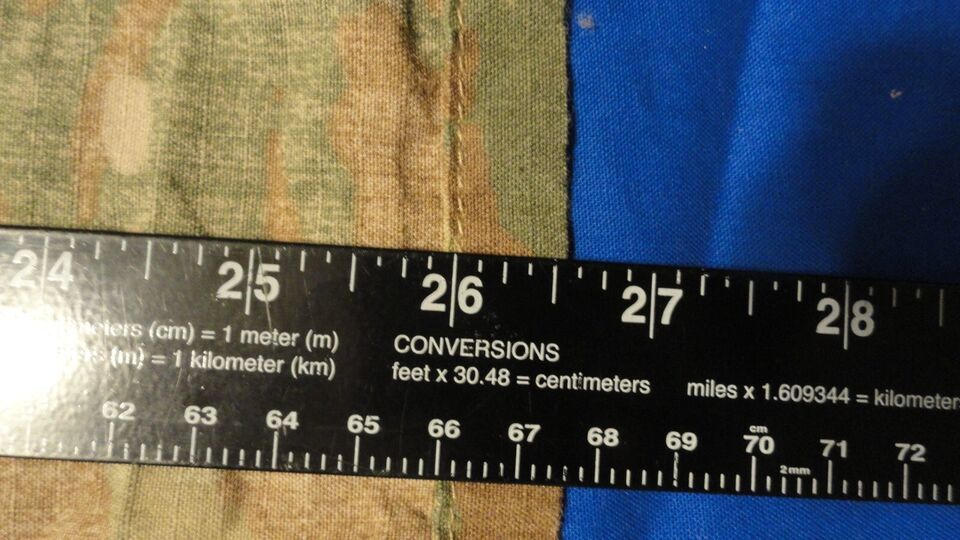 24 25 26 27 28
(cm) = 1 meter (m)
(m) = 1 kilometer (km)
CONVERSIONS
feet x 30.48 = centimeters
miles x 1.609344 = kilometer
62 63 64 65 66 67 68 69 70 71 72
cm
2mm